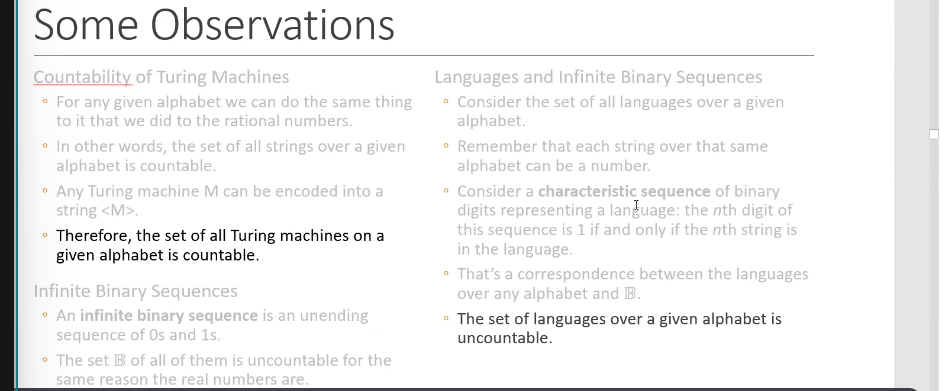 Some Observations
Countability of Turing Machines
For any given alphabet we can do the same thing
to it that we did to the rational numbers.
In other words, the set of all strings over a given
alphabet is countable.
Any Turing machine M can be encoded into a
string <M>.
Therefore, the set of all Turing machines on a
given alphabet is countable.
Infinite Binary Sequences
An infinite binary sequence is an unending
sequence of 0s and 1s.
The set 𝔹 of all of them is uncountable for the
same reason the real numbers are.
Languages and Infinite Binary Sequences
Consider the set of all languages over a given
alphabet.
Remember that each string over that same
alphabet can be a number.
Consider a characteristic sequence of binary
digits representing a language: the nth digit of
this sequence is 1 if and only if the nth string is
in the language.
That's a correspondence between the languages
over any alphabet and 𝔹.
The set of languages over a given alphabet is
uncountable.